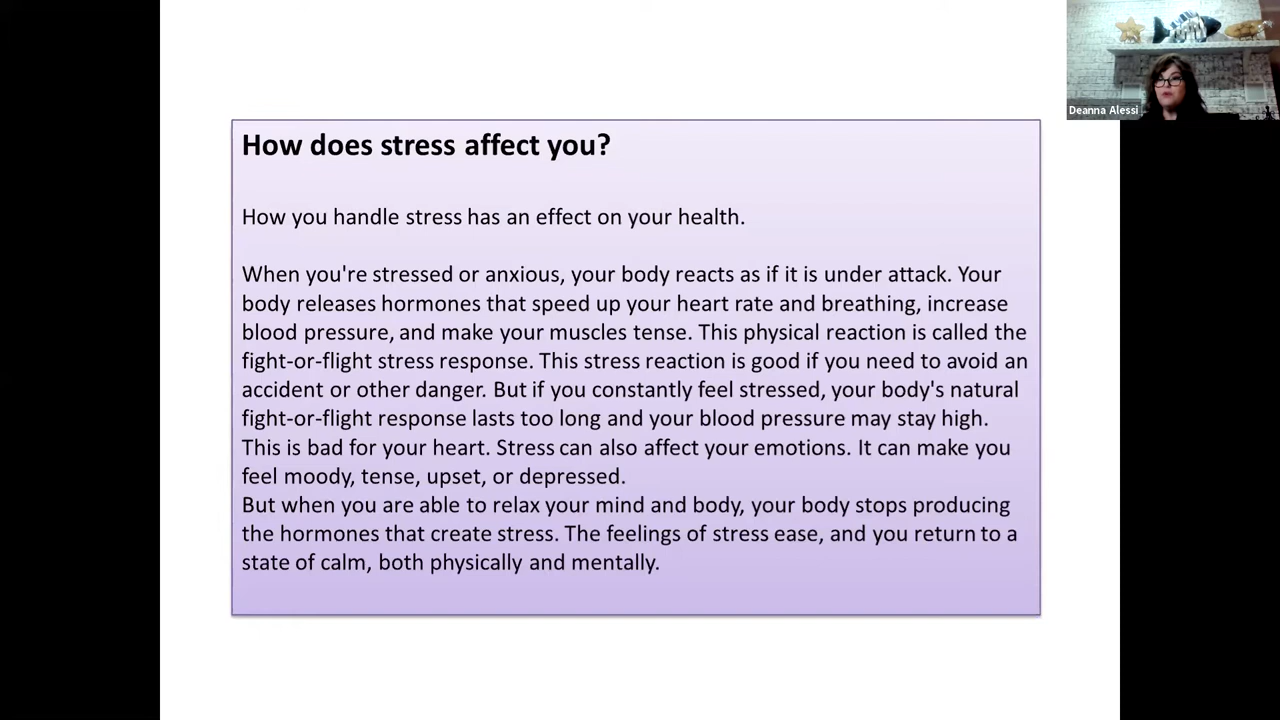 Deanna Alessi
How does stress affect you?
How you handle stress has an effect on your health.
When you're stressed or anxious, your body reacts as if it is under attack. Your
body releases hormones that speed up your heart rate and breathing, increase
blood pressure, and make your muscles tense. This physical reaction is called the
fight-or-flight stress response. This stress reaction is good if you need to avoid an
accident or other danger. But if you constantly feel stressed, your body's natural
fight-or-flight response lasts too long and your blood pressure may stay high.
This is bad for your heart. Stress can also affect your emotions. It can make you
feel moody, tense, upset, or depressed.
But when you are able to relax your mind and body, your body stops producing
the hormones that create stress. The feelings of stress ease, and you return to a
state of calm, both physically and mentally.